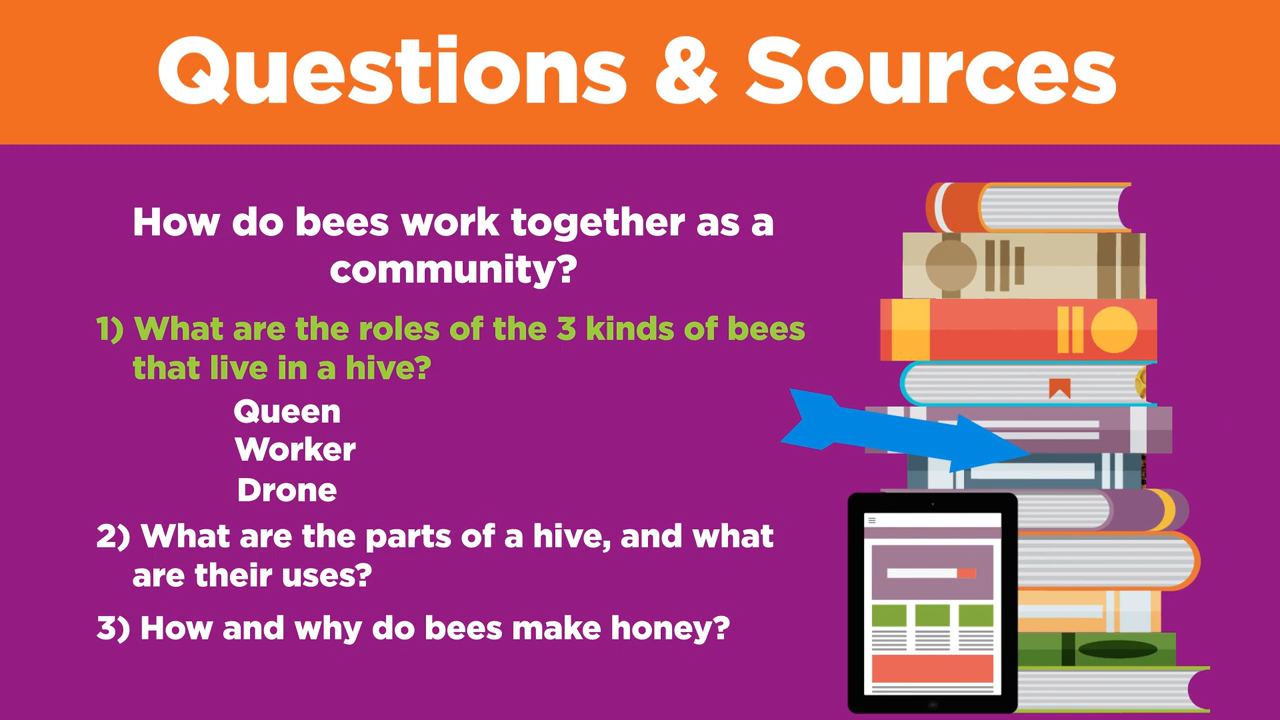 Questions & Sources
How do bees work together as a
community?
1) What are the roles of the 3 kinds of bees
that live in a hive?
Queen
Worker
Drone
2) What are the parts of a hive, and what
are their uses?
3) How and why do bees make honey?